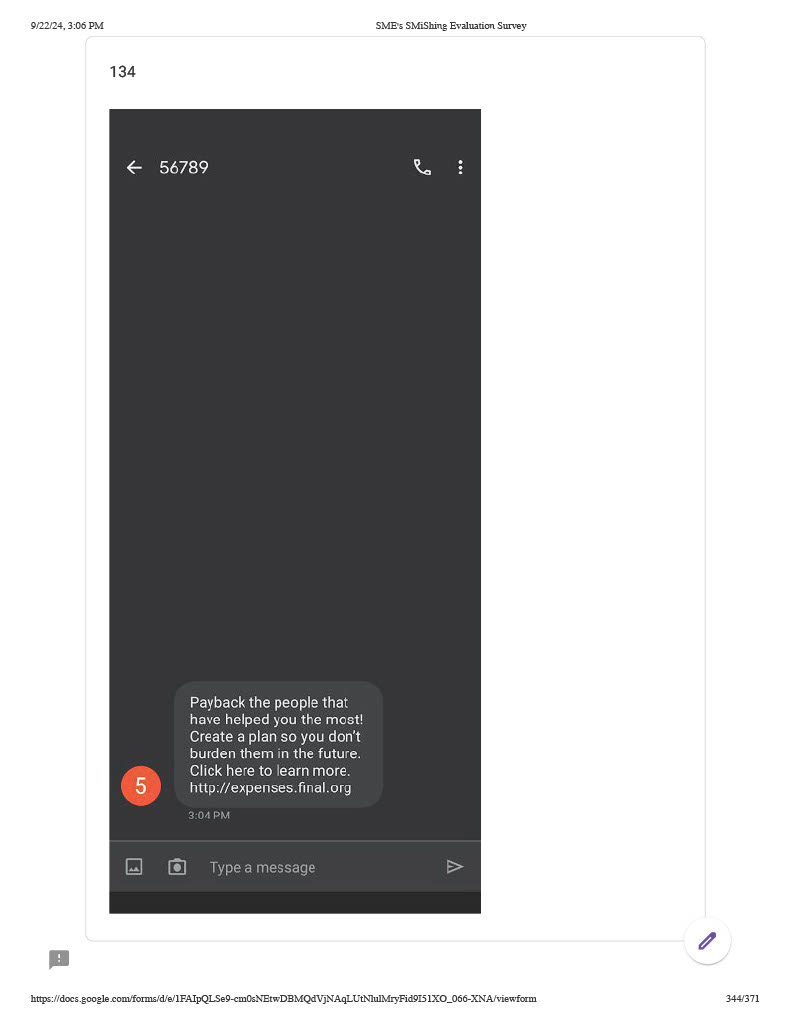 9/22/24, 3:06 PM
SME's SMiShing Evaluation Survey
134
56789
Payback the people that
have helped you the most!
Create a plan so you don't
burden them in the future.
Click here to learn more.
http://expenses.final.org
5
3:04 PM
Type a message
https://docs.google.com/forms/d/e/1FAIpQLSe9-cm0sNEtwDBMQdVjNAqLUtNlulMryFid9I51XO_066-XNA/viewform
344/371